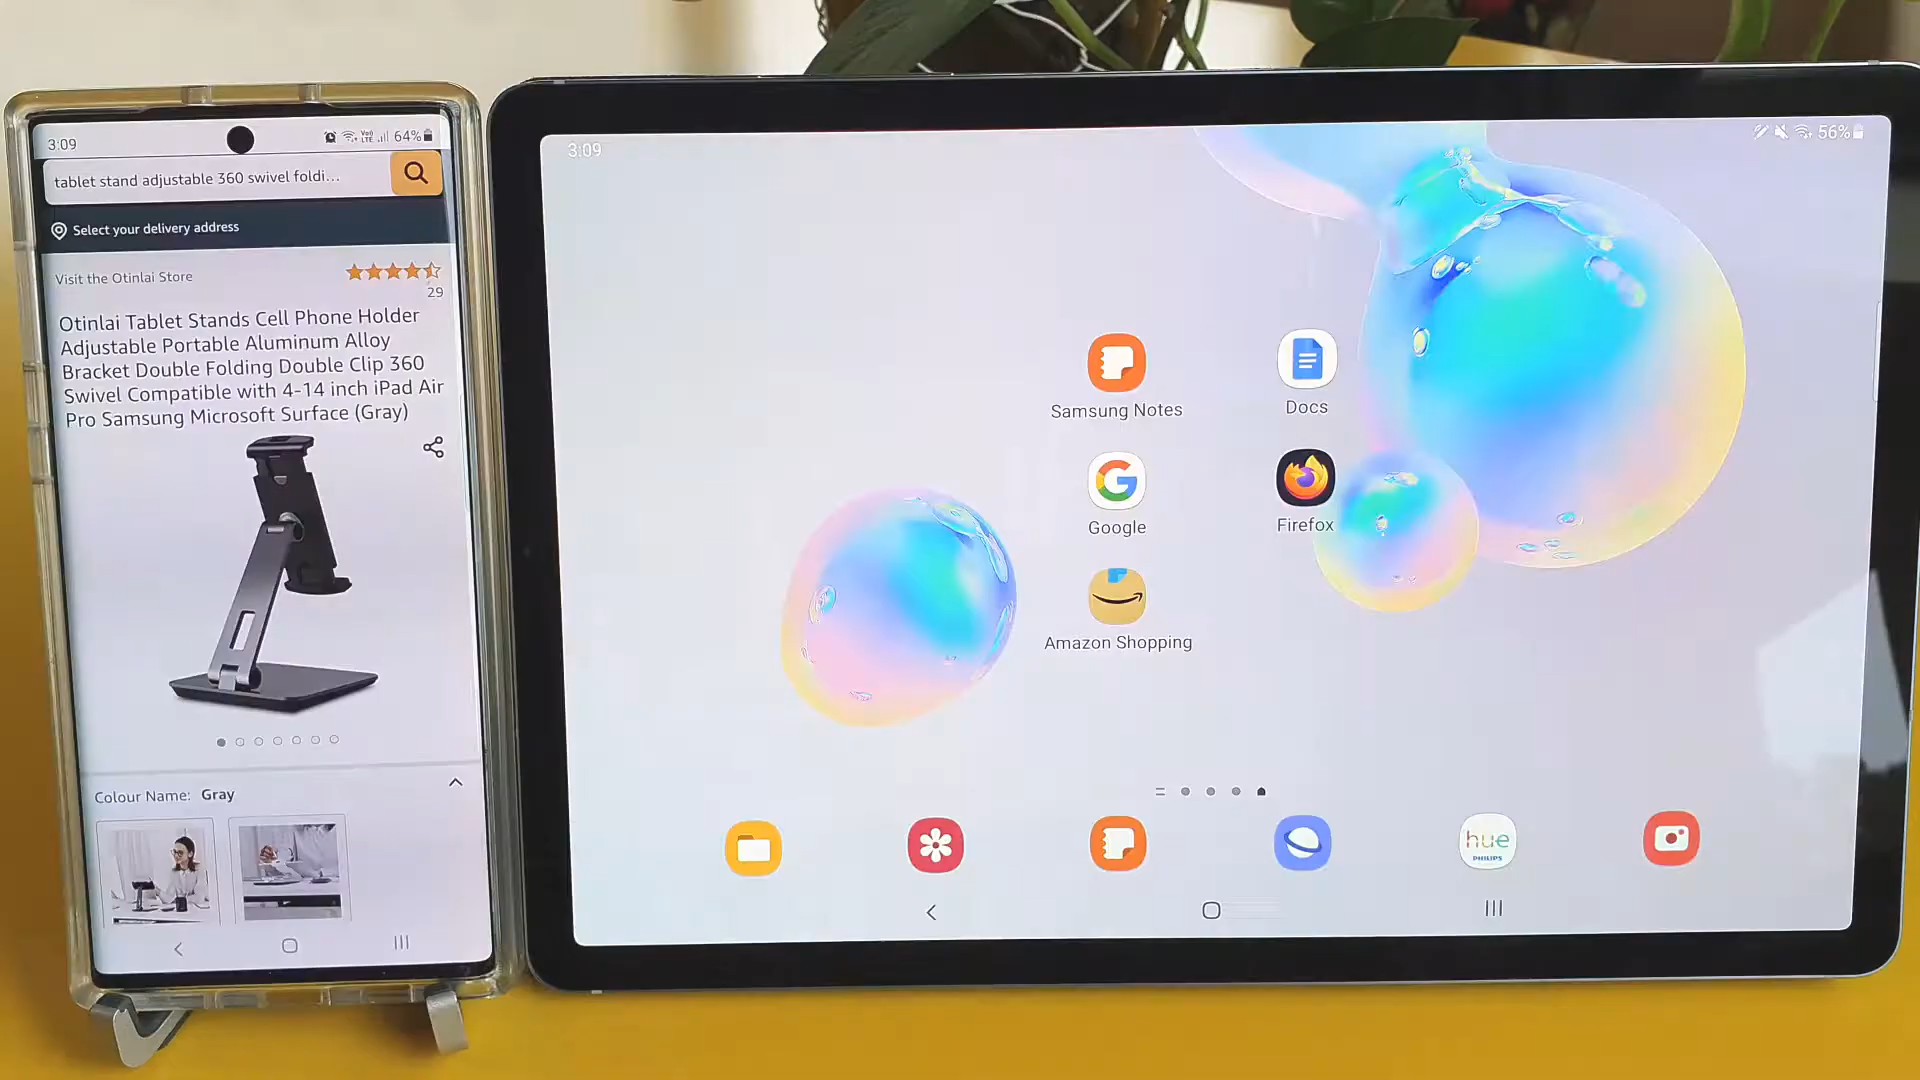 3:09
Voo)
LTE
64%
tablet stand adjustable 360 swivel foldi...
Select your delivery address
Visit the Otinlai Store
29
Otinlai Tablet Stands Cell Phone Holder
Adjustable Portable Aluminum Alloy
Bracket Double Folding Double Clip 360
Swivel Compatible with 4-14 inch iPad Air
Pro Samsung Microsoft Surface (Gray)
Colour Name: Gray
3:09
56%
Samsung Notes
Docs
Google
Firefox
Amazon Shopping
hue
PHILIPS